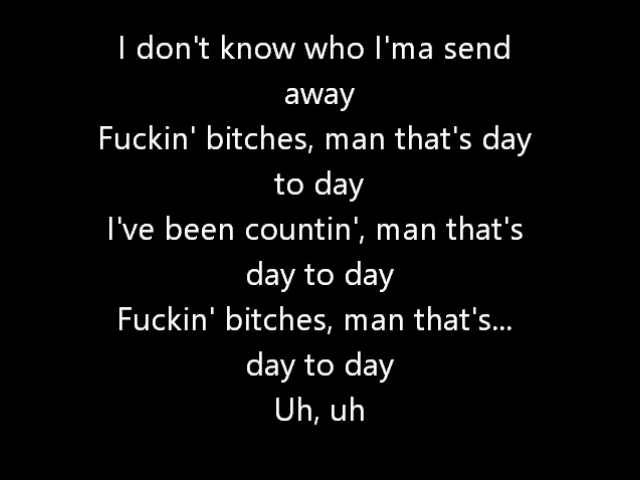 I don't know who I'ma send
away
Fuckin' bitches, man that's day
to day
I've been countin', man that's
day to day
Fuckin' bitches, man that's...
day to day
Uh, uh